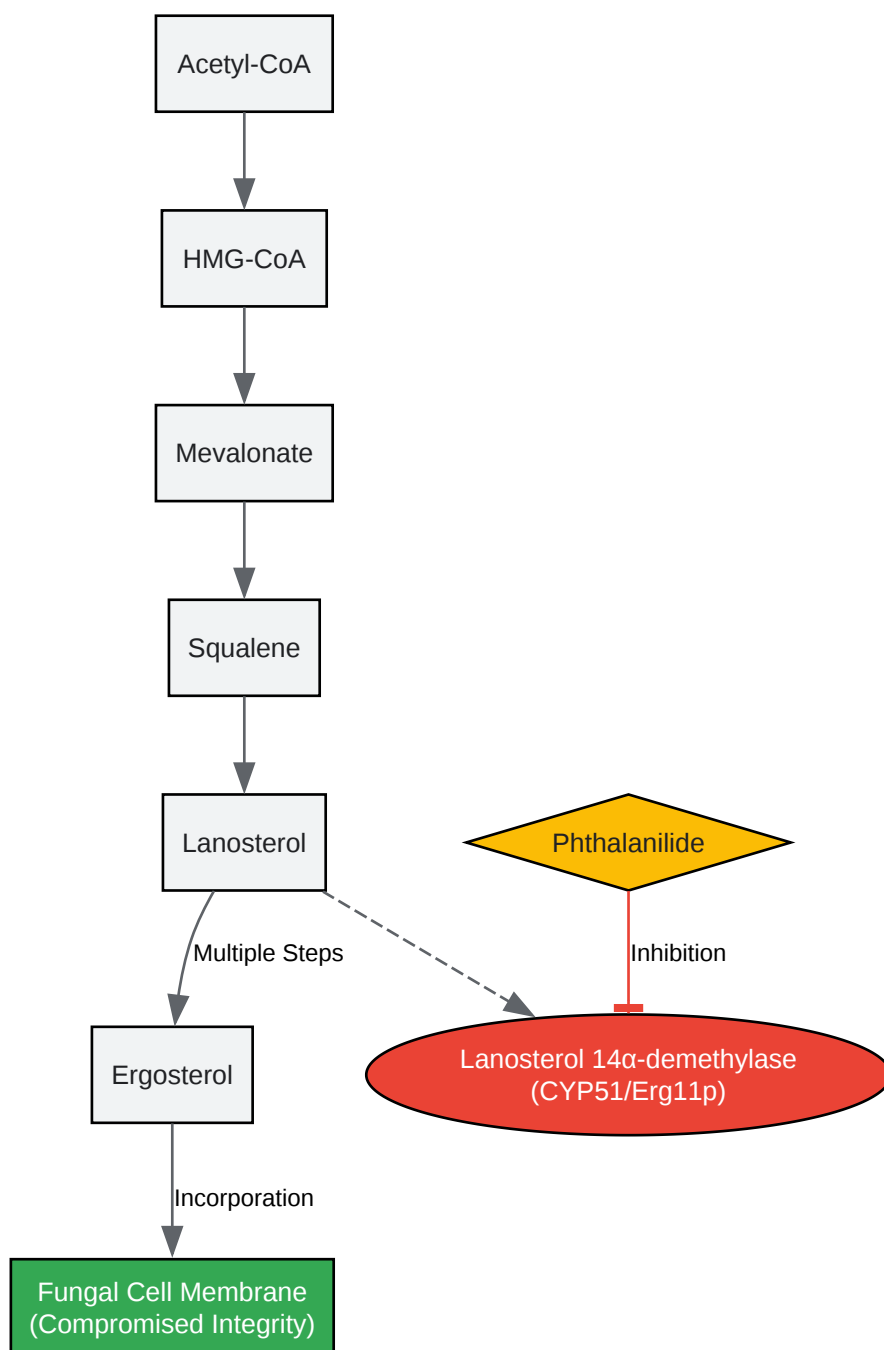 Acetyl-CoA
HMG-CoA
Mevalonate
Squalene
Lanosterol
Phthalanilide
Multiple Steps
Inhibition
Ergosterol
Lanosterol 14α-demethylase
(CYP51/Erg11p)
Incorporation
Fungal Cell Membrane
(Compromised Integrity)